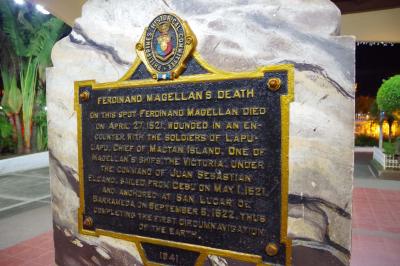 PHILIPPINES HISTORICAL COMMITTEE
FERDINAND MAGELLAN'S DEATH
ON THIS SPOT FERDINAND MAGELLAN DIED
ON APRIL 27, 1521, WOUNDED IN AN EN-
COUNTER WITH THE SOLDIERS OF LAPU-
LAPU, CHIEF OF MACTAN ISLAND. ONE OF
MAGELLAN'S SHIPS, THE VICTORIA, UNDER
THE COMMAND OF JUAN SEBASTIAN
ELCANO, SAILED FROM CEBU ON MAY 1, 1521,
AND ANCHORED AT SAN LUCAR DE
BARRAMEDA ON SEPTEMBER 6, 1522, THUS
COMPLETING THE FIRST CIRCUMNAVIGATION
OF THE EARTH.
1941